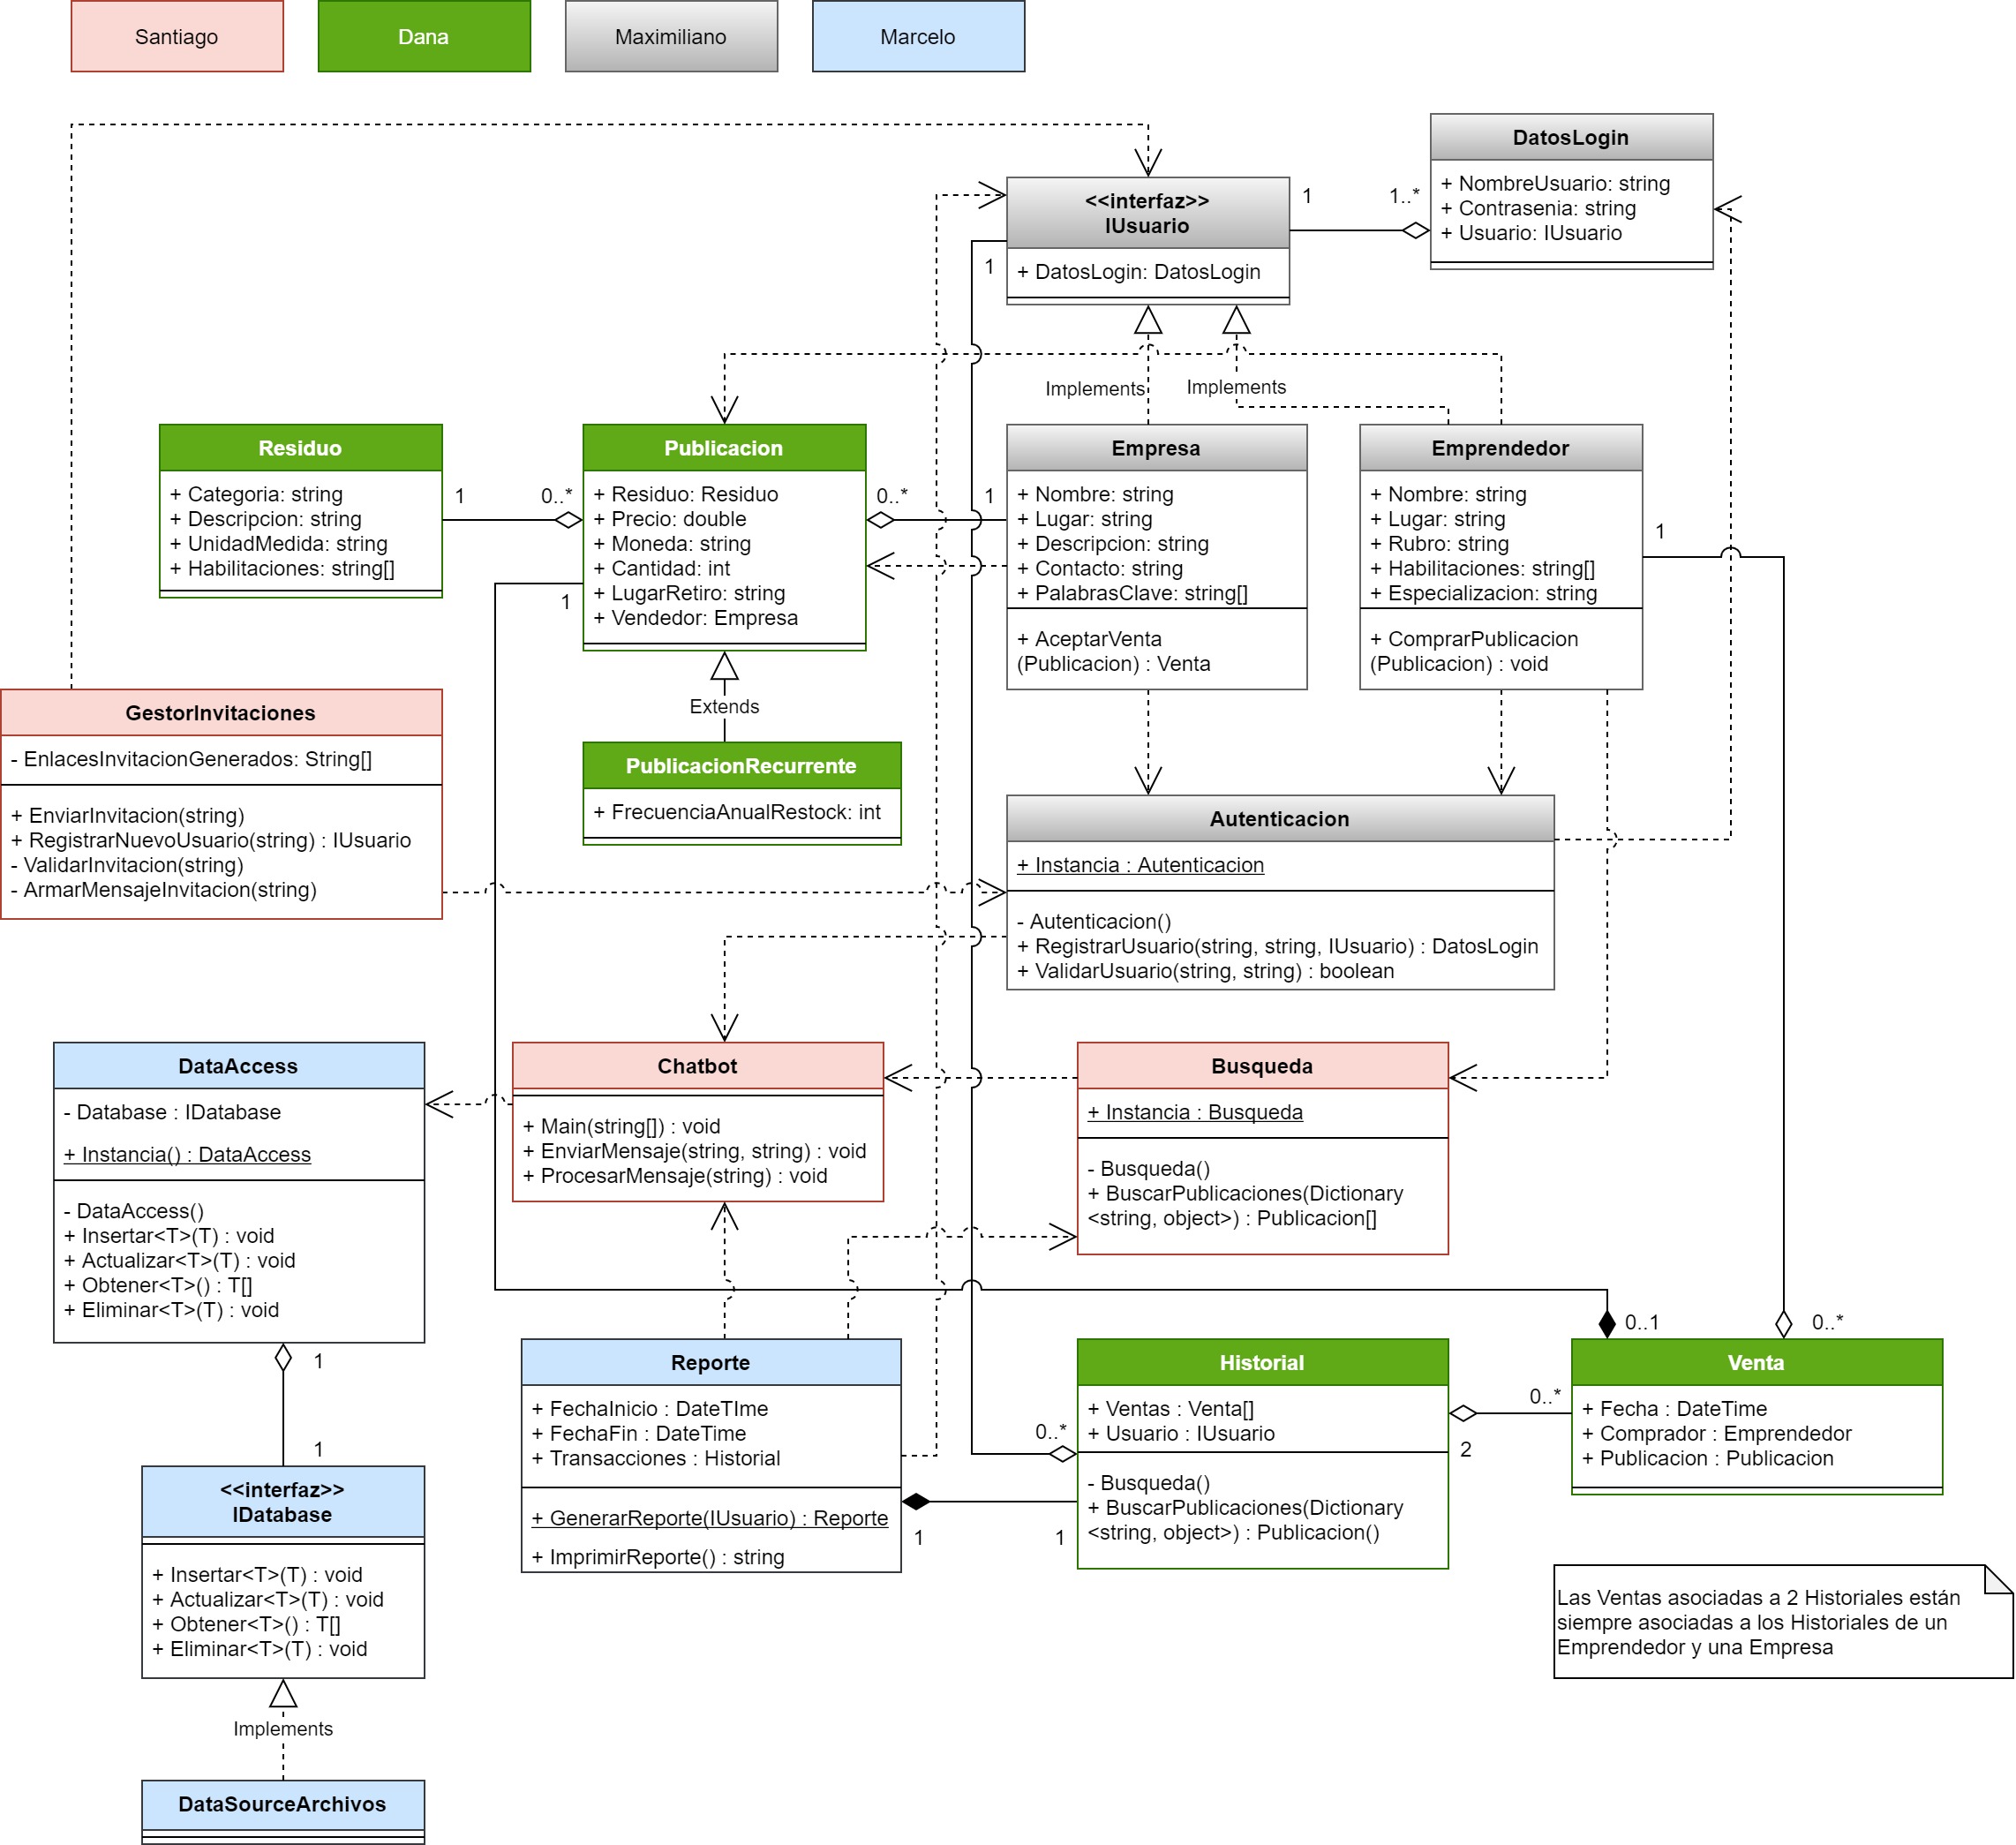 Santiago
Dana
Maximiliano
Marcelo
DatosLogin
+ NombreUsuario: string
+ Contrasenia: string
+ Usuario: IUsuario
1
1..*
<<interfaz>>
IUsuario
+ DatosLogin: DatosLogin
1
Implements
Implements
Residuo
+ Categoria: string
+ Descripcion: string
+ UnidadMedida: string
+ Habilitaciones: string[]
1
0..*
Publicacion
+ Residuo: Residuo
+ Precio: double
+ Moneda: string
+ Cantidad: int
+ LugarRetiro: string
+ Vendedor: Empresa
1
0..*
1
Empresa
+ Nombre: string
+ Lugar: string
+ Descripcion: string
+ Contacto: string
+ PalabrasClave: string[]
+ AceptarVenta
(Publicacion) : Venta
Emprendedor
+ Nombre: string
+ Lugar: string
+ Rubro: string
+ Habilitaciones: string[]
+ Especializacion: string
+ ComprarPublicacion
(Publicacion) : void
1
Extends
PublicacionRecurrente
+ FrecuenciaAnualRestock: int
GestorInvitaciones
- EnlacesInvitacionGenerados: String[]
+ EnviarInvitacion(string)
+ RegistrarNuevoUsuario(string) : IUsuario
- ValidarInvitacion(string)
- ArmarMensajeInvitacion(string)
Autenticacion
+ Instancia : Autenticacion
- Autenticacion()
+ RegistrarUsuario(string, string, IUsuario) : DatosLogin
+ ValidarUsuario(string, string) : boolean
DataAccess
- Database : IDatabase
+ Instancia() : DataAccess
- DataAccess()
+ Insertar<T>(T) : void
+ Actualizar<T>(T) : void
+ Obtener<T>() : T[]
+ Eliminar<T>(T) : void
Chatbot
+ Main(string[]) : void
+ EnviarMensaje(string, string) : void
+ ProcesarMensaje(string) : void
Busqueda
+ Instancia : Busqueda
- Busqueda()
+ BuscarPublicaciones(Dictionary
<string, object>) : Publicacion[]
1
1
<<interfaz>>
IDatabase
+ Insertar<T>(T) : void
+ Actualizar<T>(T) : void
+ Obtener<T>() : T[]
+ Eliminar<T>(T) : void
Implements
DataSourceArchivos
Reporte
+ FechaInicio : DateTIme
+ FechaFin : DateTime
+ Transacciones : Historial
+ GenerarReporte(IUsuario) : Reporte
+ ImprimirReporte() : string
1
1
0..*
Historial
+ Ventas : Venta[]
+ Usuario : IUsuario
- Busqueda()
+ BuscarPublicaciones(Dictionary
<string, object>) : Publicacion()
2
0..*
0..1
0..*
Venta
+ Fecha : DateTime
+ Comprador : Emprendedor
+ Publicacion : Publicacion
Las Ventas asociadas a 2 Historiales están
siempre asociadas a los Historiales de un
Emprendedor y una Empresa